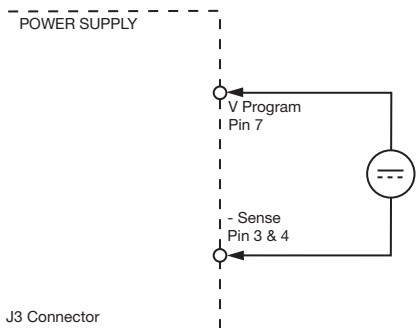 POWER SUPPLY
V Program
Pin 7
- Sense
Pin 3 & 4
J3 Connector